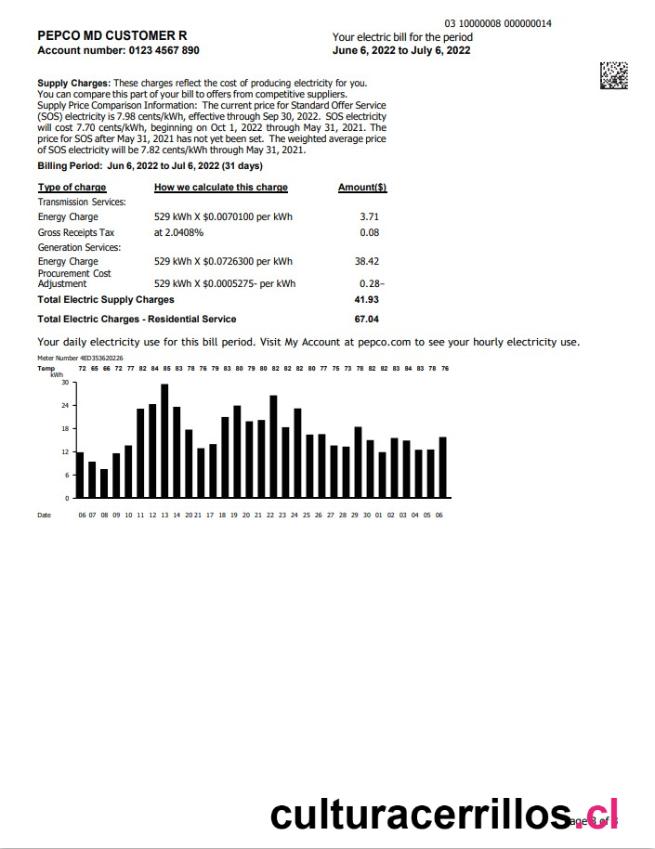 03 10000008 000000014
PEPCO MD CUSTOMER R
Account number: 0123 4567 890
Your electric bill for the period
June 6, 2022 to July 6, 2022
Supply Charges: These charges reflect the cost of producing electricity for you.
You can compare this part of your bill to offers from competitive suppliers.
Supply Price Comparison Information: The current price for Standard Offer Service
(SOS) electricity is 7.98 cents/kWh, effective through Sep 30, 2022. SOS electricity
will cost 7.70 cents/kWh, beginning on Oct 1, 2022 through May 31, 2021. The
price for SOS after May 31, 2021 has not yet been set. The weighted average price
of SOS electricity will be 7.82 cents/kWh through May 31, 2021.
Billing Period: Jun 6, 2022 to Jul 6, 2022 (31 days)
Type of charge How we calculate this charge Amount($)
Transmission Services:
Energy Charge 529 kWh X $0.0070100 per kWh 3.71
Gross Receipts Tax at 2.0408% 0.08
Generation Services:
Energy Charge 529 kWh X $0.0726300 per kWh 38.42
Procurement Cost
Adjustment 529 kWh X $0.0005275- per kWh 0.28−
Total Electric Supply Charges 41.93
Total Electric Charges - Residential Service 67.04
Your daily electricity use for this bill period. Visit My Account at pepco.com to see your hourly electricity use.
Meter Number 4ED353620226
Temp 72 65 66 72 77 82 84 85 83 78 76 79 83 80 79 80 82 82 82 80 77 75 73 78 82 82 83 84 83 78 76
kWh
30
24
18
12
6
0
Date 06 07 08 09 10 11 12 13 14 20 21 17 18 19 20 21 22 23 24 25 26 27 28 29 30 01 02 03 04 05 06
culturacerrillos.cl